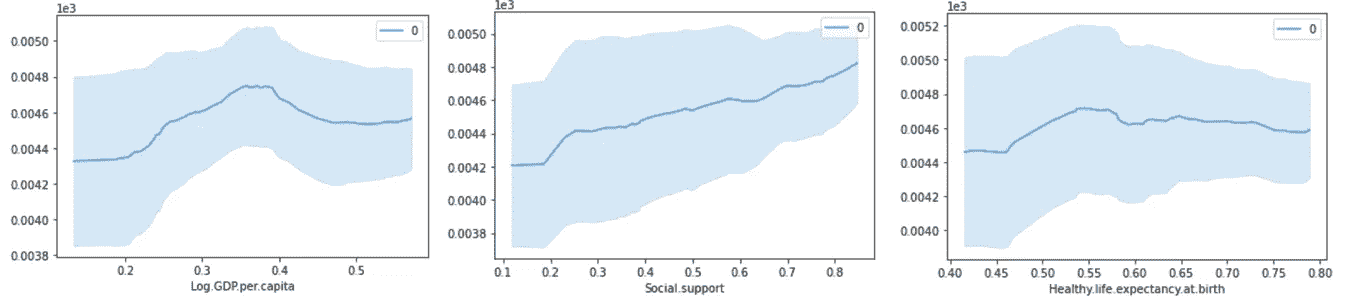 1e3
0
0.0050
0.0048
0.0046
0.0044
0.0042
0.0040
0.0038
0.2 0.3 0.4 0.5
Log.GDP.per.capita
1e3
0
0.0050
0.0048
0.0046
0.0044
0.0042
0.0040
0.0038
0.1 0.2 0.3 0.4 0.5 0.6 0.7 0.8
Social.support
1e3
0
0.0052
0.0050
0.0048
0.0046
0.0044
0.0042
0.0040
0.40 0.45 0.50 0.55 0.60 0.65 0.70 0.75 0.80
Healthy.life.expectancy.at.birth